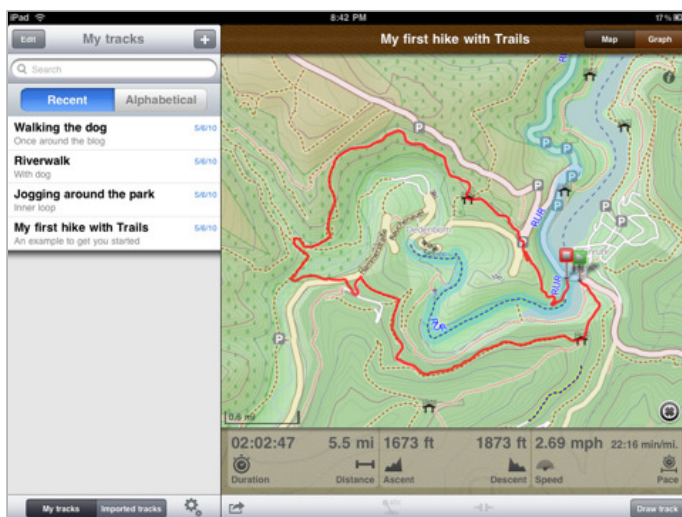 iPad 8:42 PM 17%
Edit My tracks + My first hike with Trails Map Graph
Search
Recent Alphabetical
Walking the dog 5/6/10
Once around the blog
Riverwalk 5/6/10
With dog
Jogging around the park 5/6/10
Inner loop
My first hike with Trails 5/6/10
An example to get you started
P
P
P
P
RUR
Dedenborn
P
RUR
RUR
P
0.6 mi
02:02:47 5.5 mi 1673 ft 1873 ft 2.69 mph 22:16 min/mi.
Duration Distance Ascent Descent Speed Pace
My tracks Imported tracks Draw track